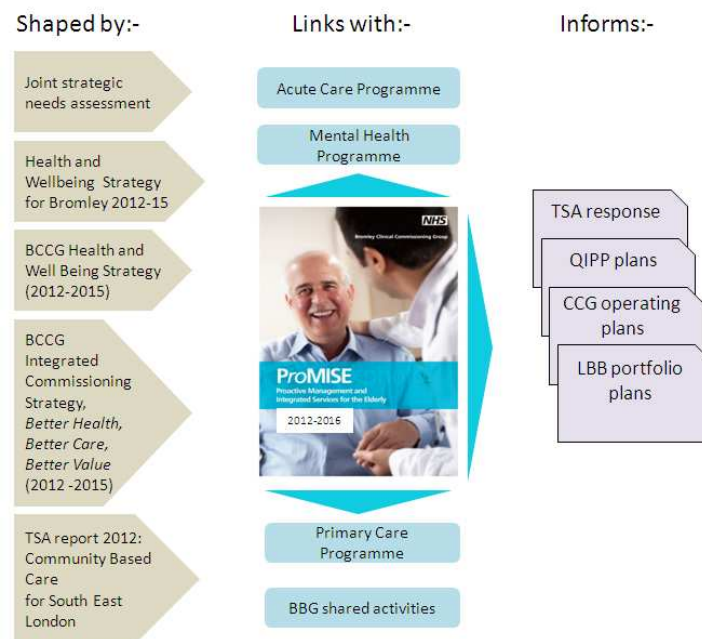 Shaped by:-
Links with:-
Informs:-
Joint strategic
needs assessment
Health and
Wellbeing Strategy
for Bromley 2012-15
BCCG Health and
Well Being Strategy
(2012-2015)
BCCG
Integrated
Commissioning
Strategy,
Better Health,
Better Care,
Better Value
(2012 -2015)
TSA report 2012:
Community Based
Care
for South East
London
Acute Care Programme
Mental Health
Programme
NHS
Bromley Clinical Commissioning Group
ProMISE
Proactive Management and
Integrated Services for the Elderly
2012-2016
Primary Care
Programme
BBG shared activities
TSA response
QIPP plans
CCG operating
plans
LBB portfolio
plans